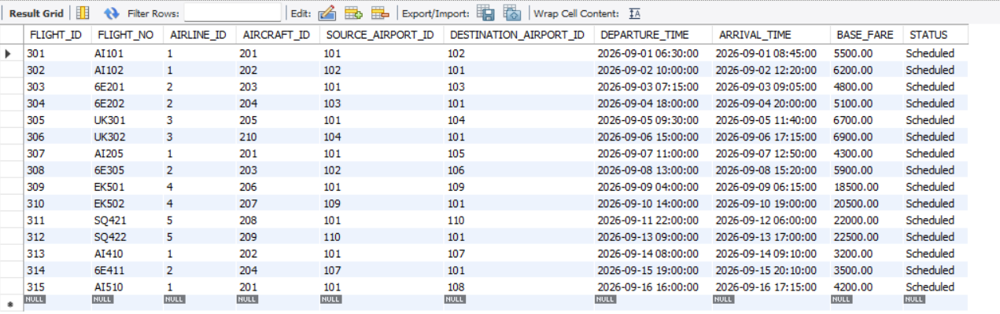 Result Grid Filter Rows: Edit: Export/Import: Wrap Cell Content: IA
FLIGHT_ID FLIGHT_NO AIRLINE_ID AIRCRAFT_ID SOURCE_AIRPORT_ID DESTINATION_AIRPORT_ID DEPARTURE_TIME ARRIVAL_TIME BASE_FARE STATUS
301 AI101 1 201 101 102 2026-09-01 06:30:00 2026-09-01 08:45:00 5500.00 Scheduled
302 AI102 1 202 102 101 2026-09-02 10:00:00 2026-09-02 12:20:00 6200.00 Scheduled
303 6E201 2 203 101 103 2026-09-03 07:15:00 2026-09-03 09:05:00 4800.00 Scheduled
304 6E202 2 204 103 101 2026-09-04 18:00:00 2026-09-04 20:00:00 5100.00 Scheduled
305 UK301 3 205 101 104 2026-09-05 09:30:00 2026-09-05 11:40:00 6700.00 Scheduled
306 UK302 3 210 104 101 2026-09-06 15:00:00 2026-09-06 17:15:00 6900.00 Scheduled
307 AI205 1 201 101 105 2026-09-07 11:00:00 2026-09-07 12:50:00 4300.00 Scheduled
308 6E305 2 203 102 106 2026-09-08 13:00:00 2026-09-08 15:20:00 5900.00 Scheduled
309 EK501 4 206 101 109 2026-09-09 04:00:00 2026-09-09 06:15:00 18500.00 Scheduled
310 EK502 4 207 109 101 2026-09-10 14:00:00 2026-09-10 19:00:00 20500.00 Scheduled
311 SQ421 5 208 101 110 2026-09-11 22:00:00 2026-09-12 06:00:00 22000.00 Scheduled
312 SQ422 5 209 110 101 2026-09-13 09:00:00 2026-09-13 17:00:00 22500.00 Scheduled
313 AI410 1 202 101 107 2026-09-14 08:00:00 2026-09-14 09:10:00 3200.00 Scheduled
314 6E411 2 204 107 101 2026-09-15 19:00:00 2026-09-15 20:10:00 3500.00 Scheduled
315 AI510 1 201 101 108 2026-09-16 16:00:00 2026-09-16 17:15:00 4200.00 Scheduled
NULL NULL NULL NULL NULL NULL NULL NULL NULL NULL